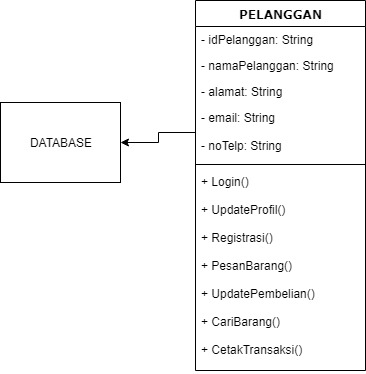 PELANGGAN
- idPelanggan: String
- namaPelanggan: String
- alamat: String
- email: String
- noTelp: String
DATABASE
+ Login()
+ UpdateProfil()
+ Registrasi()
+ PesanBarang()
+ UpdatePembelian()
+ CariBarang()
+ CetakTransaksi()